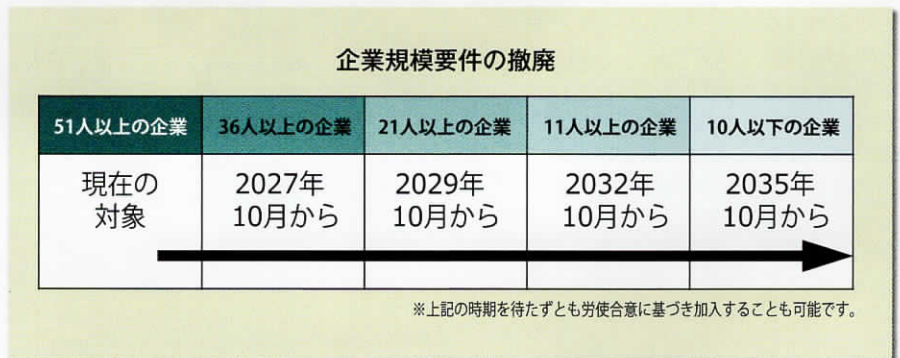 企業規模要件の撤廃
51人以上の企業 36人以上の企業 21人以上の企業 11人以上の企業 10人以下の企業
現在の 2027年 2029年 2032年 2035年
対象 10月から 10月から 10月から 10月から
※上記の時期を待たずとも労使合意に基づき加入することも可能です。